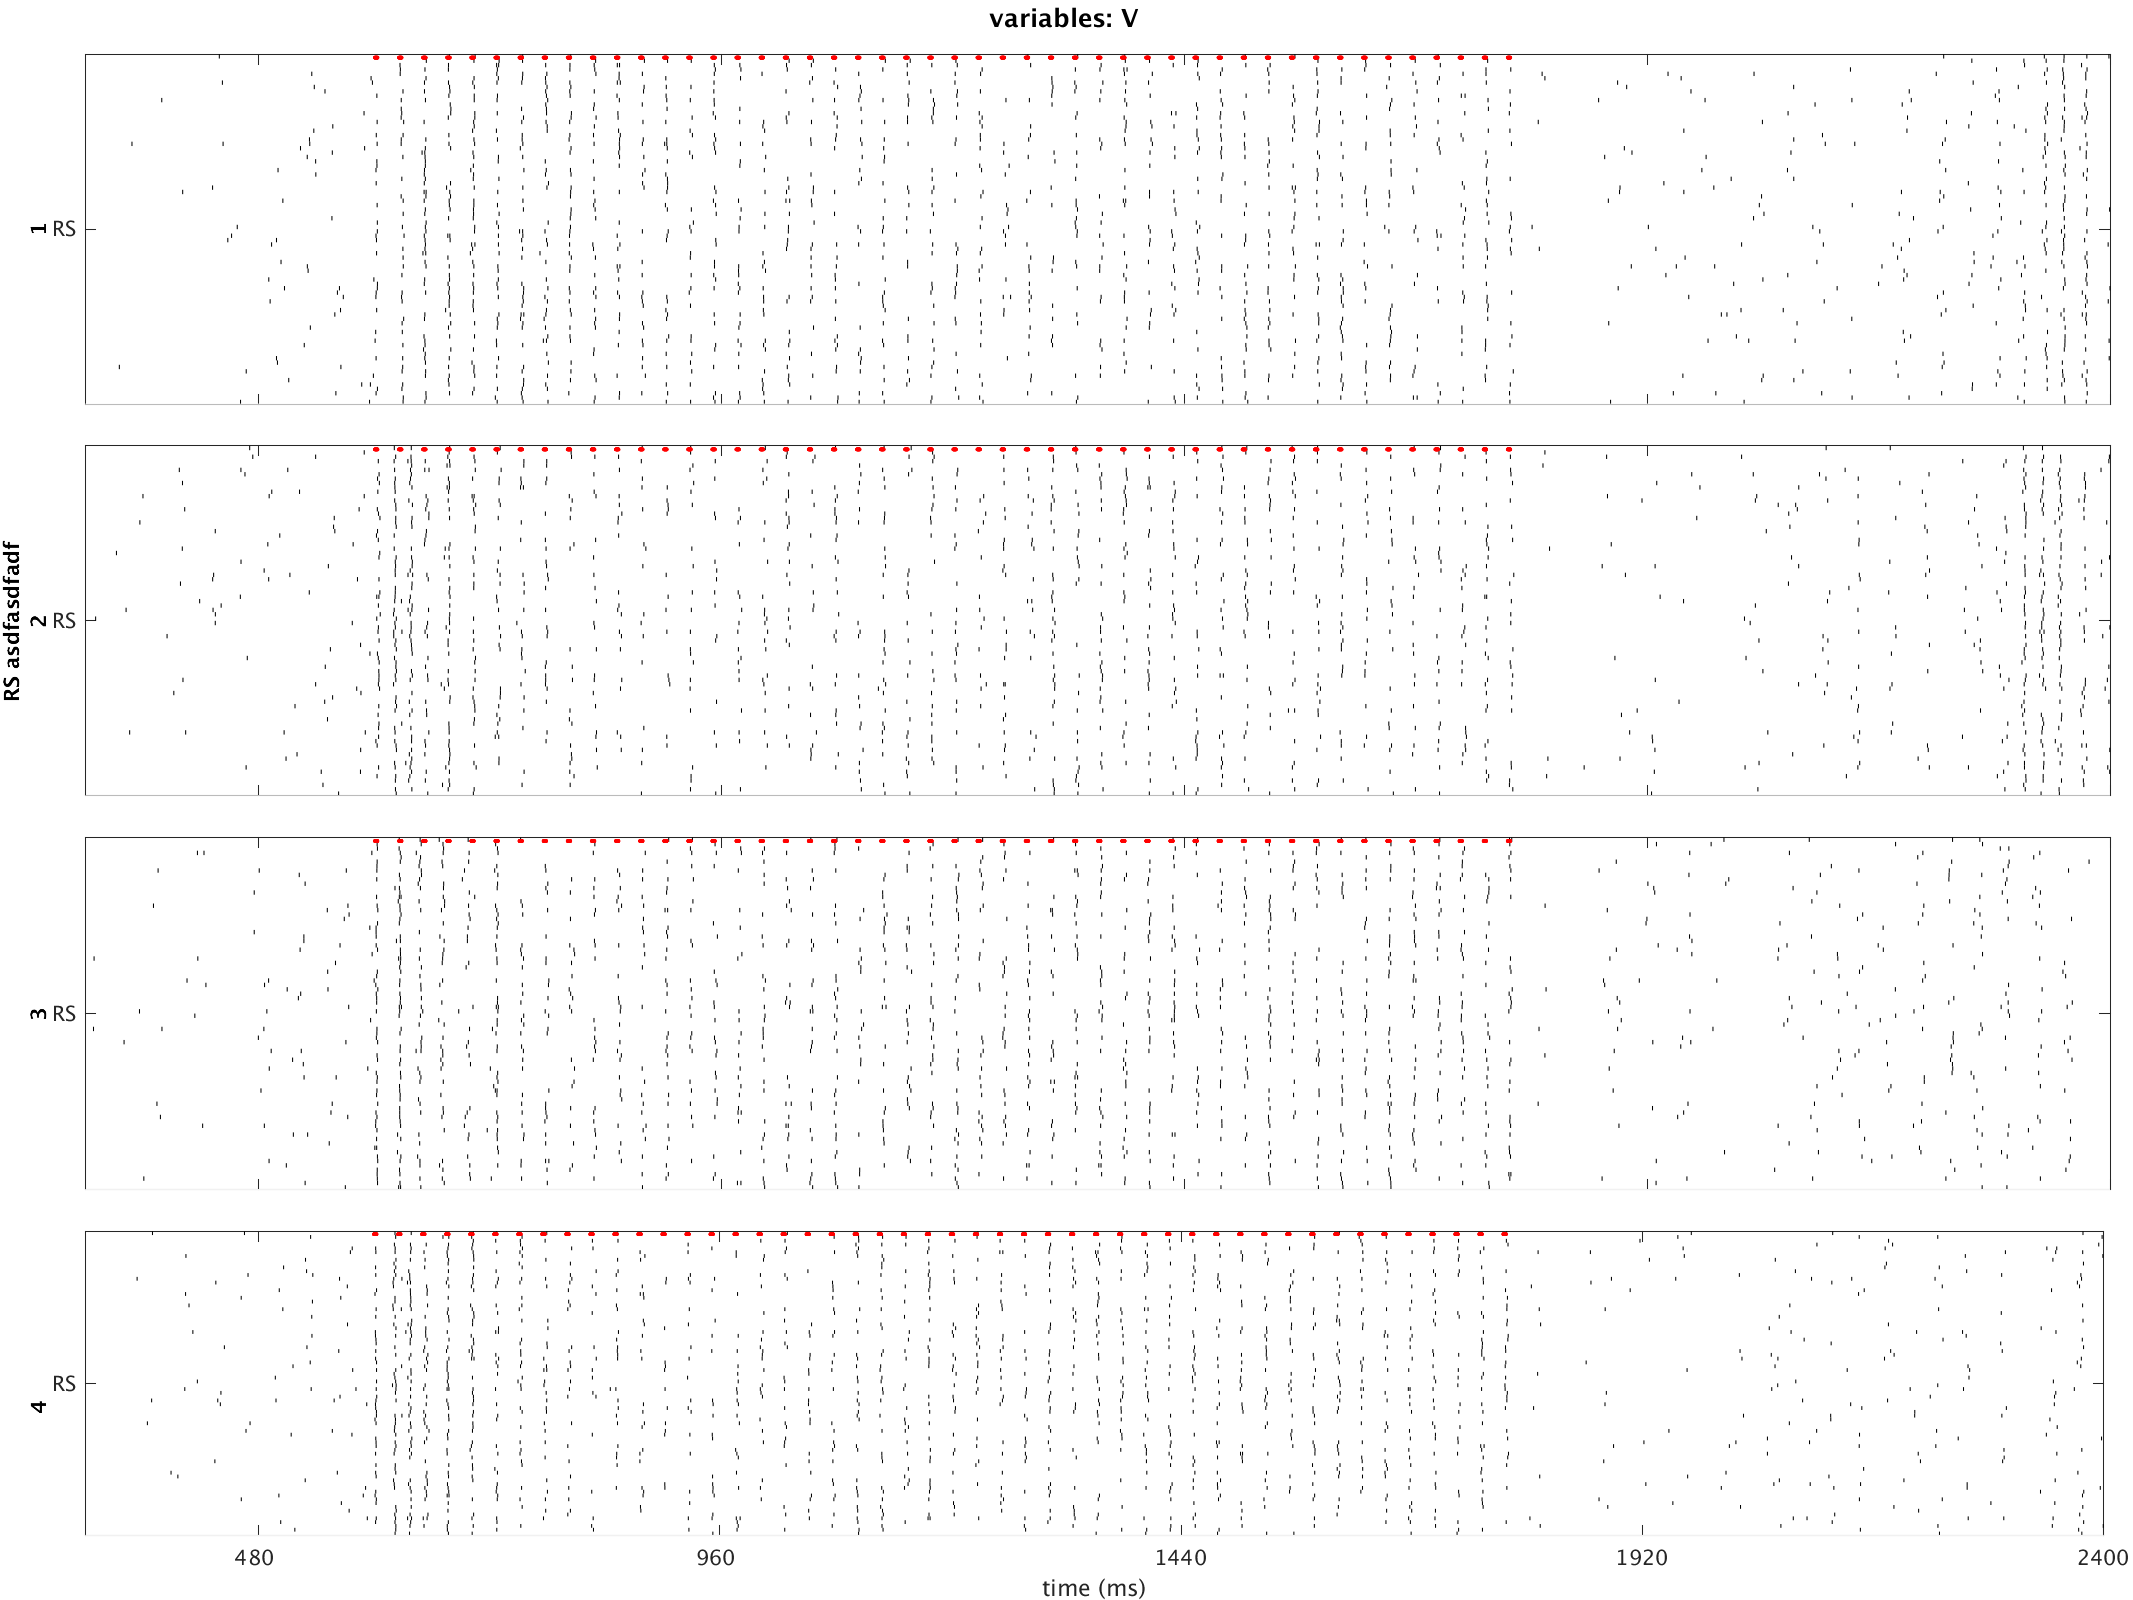 variables: V
1 RS
RS asdfasdfadf
2 RS
3 RS
4 RS
480 960 1440 1920 2400
time (ms)